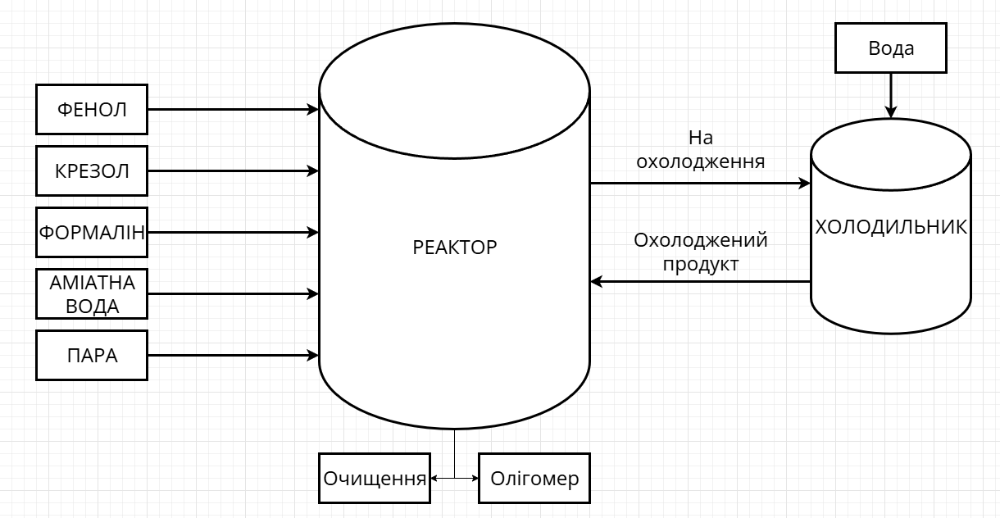 Вода
ФЕНОЛ
КРЕЗОЛ
ФОРМАЛІН
АМІАТНА
ВОДА
ПАРА
РЕАКТОР
На
охолодження
Охолоджений
продукт
ХОЛОДИЛЬНИК
Очищення
Олігомер